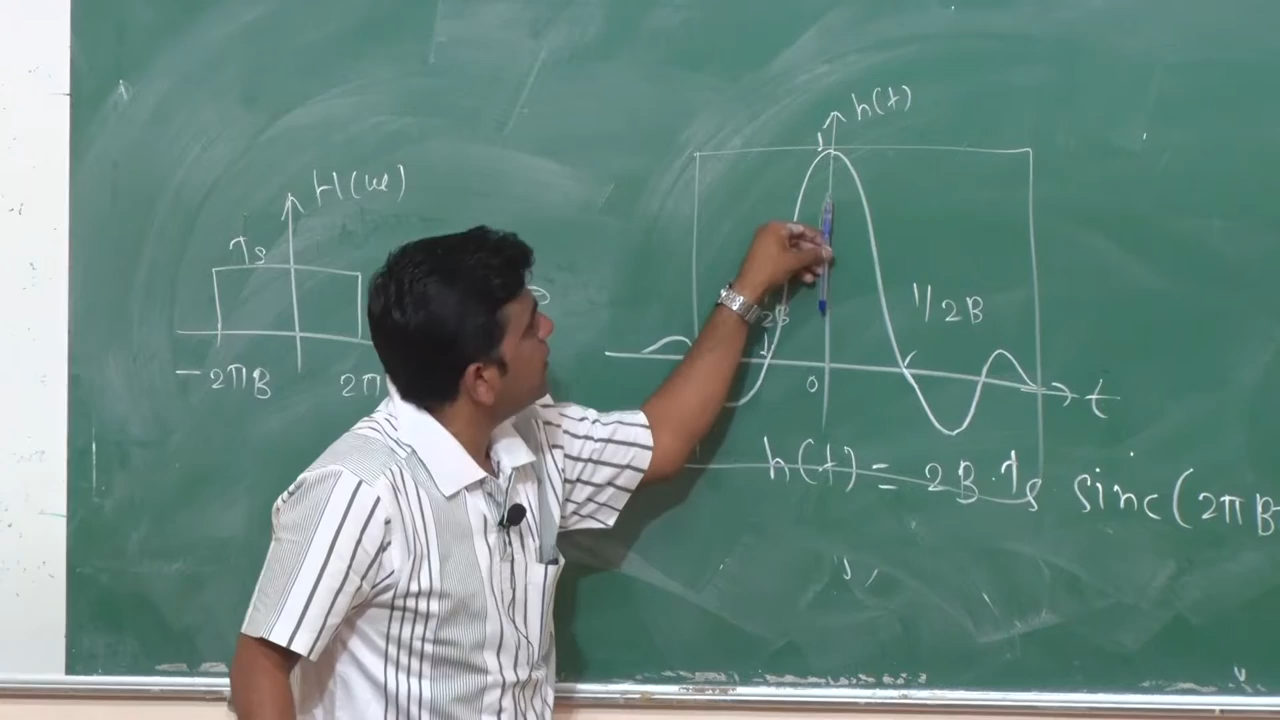 H(ω)
Ts
-2πB
2π
h(t)
1
2B
1/2B
0
t
h(t) = 2B.Ts sinc(2πB